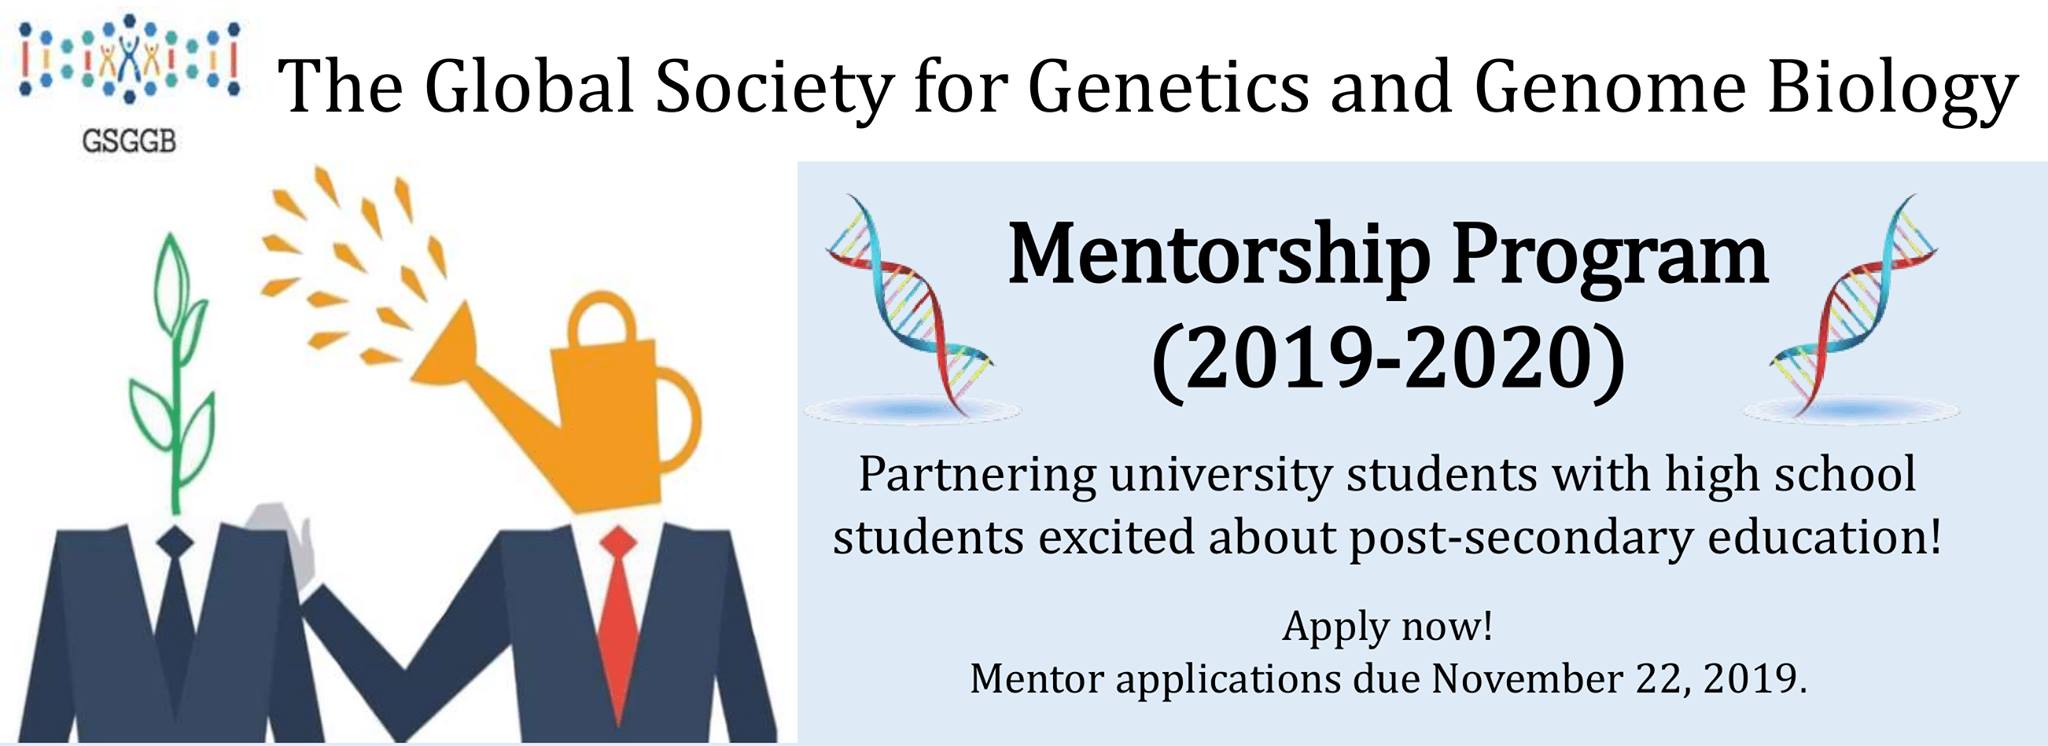 GSGGB
The Global Society for Genetics and Genome Biology
Mentorship Program
(2019-2020)
Partnering university students with high school
students excited about post-secondary education!
Apply now!
Mentor applications due November 22, 2019.